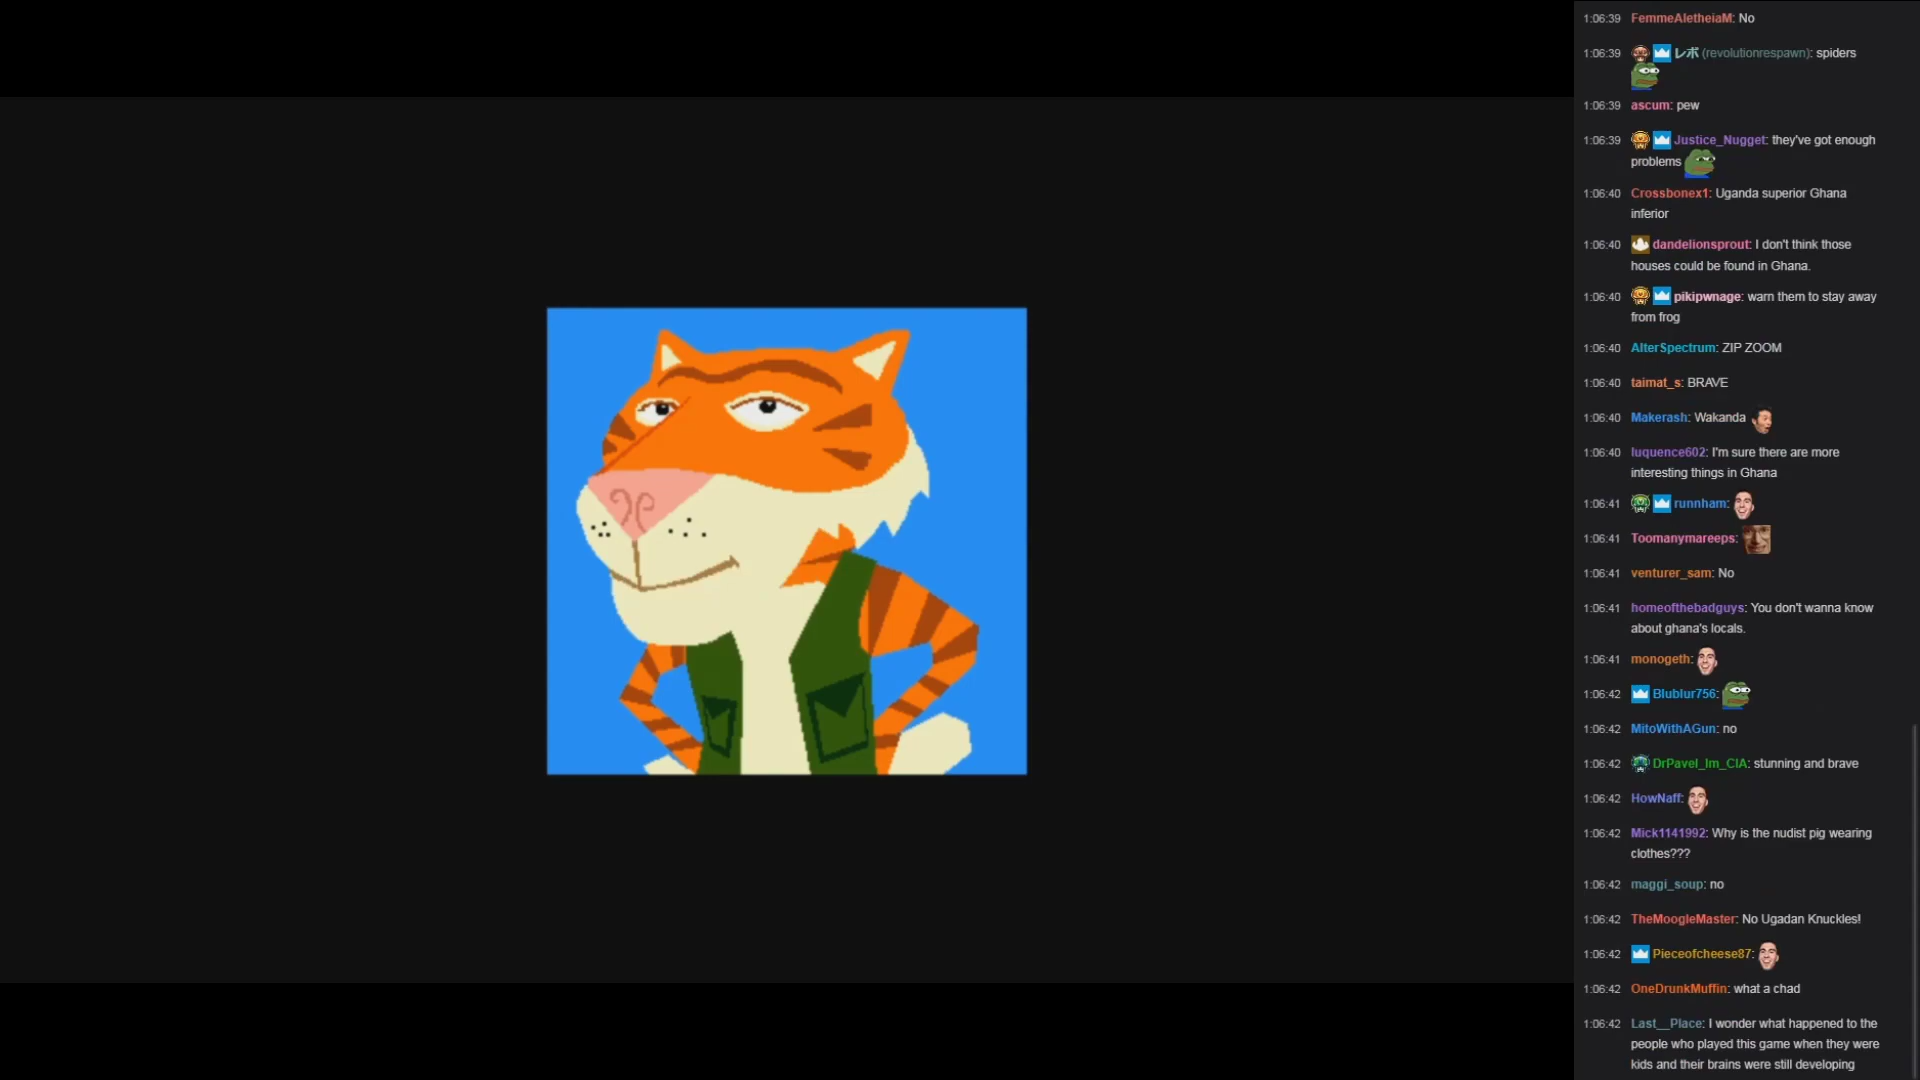 1:06:39 FemmeAletheiaM: No
1:06:39 レボ (revolutionrespawn): spiders
1:06:39 ascum: pew
1:06:39 Justice_Nugget: they've got enough
problems
1:06:40 Crossbonex1: Uganda superior Ghana
inferior
1:06:40 dandelionsprout: I don't think those
houses could be found in Ghana.
1:06:40 pikipwnage: warn them to stay away
from frog
1:06:40 AlterSpectrum: ZIP ZOOM
1:06:40 taimat_s: BRAVE
1:06:40 Makerash: Wakanda
1:06:40 luquence602: I'm sure there are more
interesting things in Ghana
1:06:41 runnham:
1:06:41 Toomanymareeps:
1:06:41 venturer_sam: No
1:06:41 homeofthebadguys: You don't wanna know
about ghana's locals.
1:06:41 monogeth:
1:06:42 Blublur756:
1:06:42 MitoWithAGun: no
1:06:42 DrPavel_Im_CIA: stunning and brave
1:06:42 HowNaff:
1:06:42 Mick1141992: Why is the nudist pig wearing
clothes???
1:06:42 maggi_soup: no
1:06:42 TheMoogleMaster: No Ugadan Knuckles!
1:06:42 Pieceofcheese87:
1:06:42 OneDrunkMuffin: what a chad
1:06:42 Last__Place: I wonder what happened to the
people who played this game when they were
kids and their brains were still developing